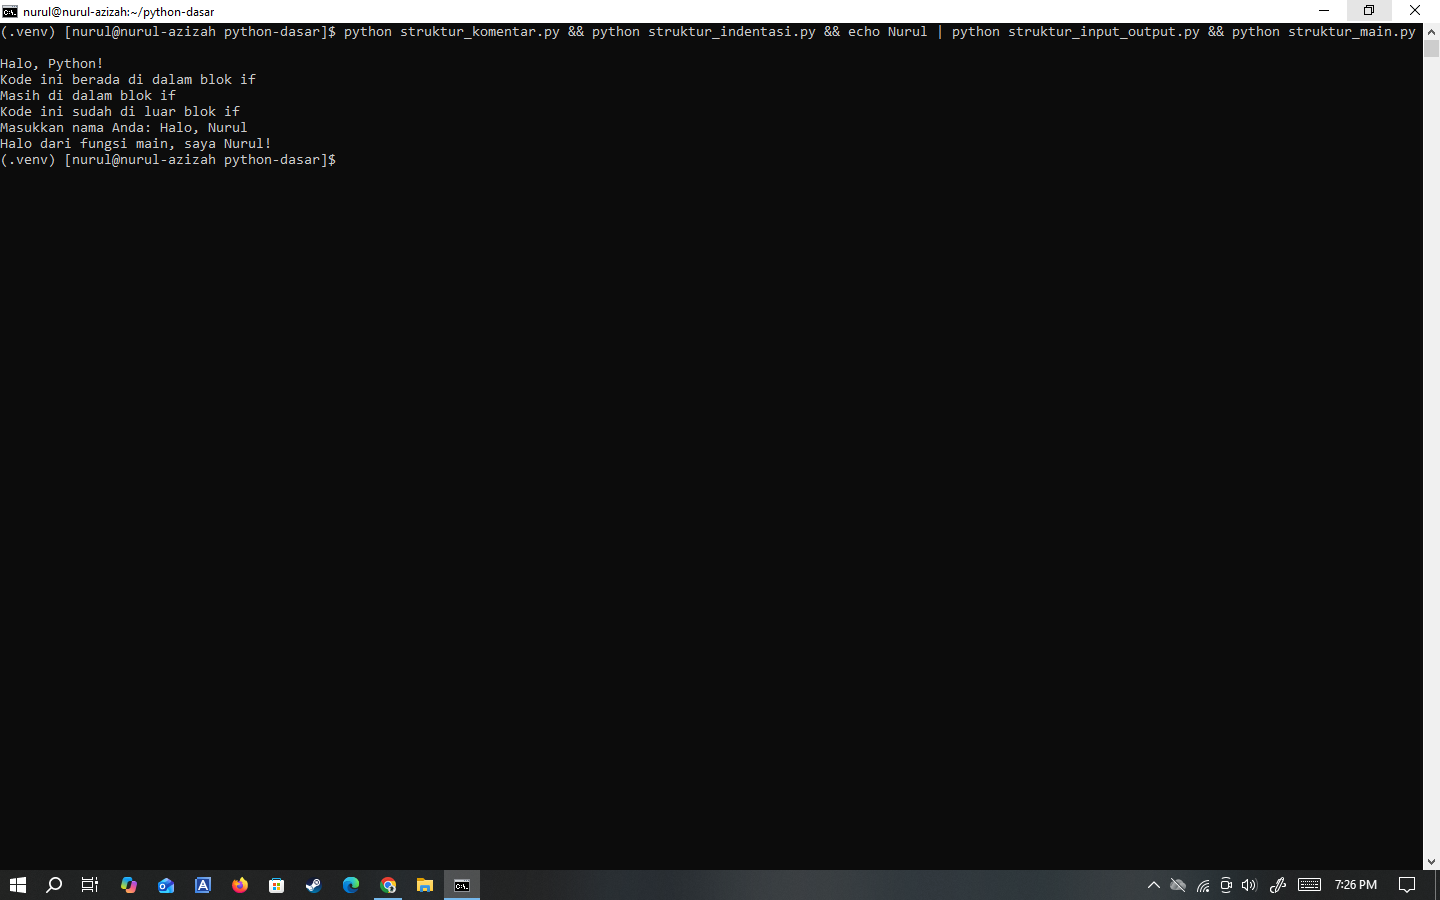 nurul@nurul-azizah:~/python-dasar
(.venv) [nurul@nurul-azizah python-dasar]$ python struktur_komentar.py && python struktur_indentasi.py && echo Nurul | python struktur_input_output.py && python struktur_main.py
Halo, Python!
Kode ini berada di dalam blok if
Masih di dalam blok if
Kode ini sudah di luar blok if
Masukkan nama Anda: Halo, Nurul
Halo dari fungsi main, saya Nurul!
(.venv) [nurul@nurul-azizah python-dasar]$
7:26 PM